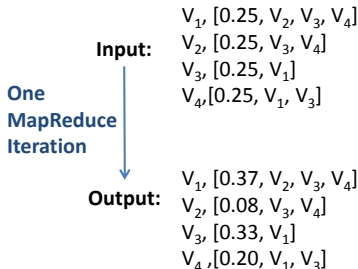 V1, [0.25, V2, V3, V4]
Input: V2, [0.25, V3, V4]
V3, [0.25, V1]
V4,[0.25, V1, V3]
One
MapReduce
Iteration
V1, [0.37, V2, V3, V4]
Output: V2, [0.08, V3, V4]
V3, [0.33, V1]
V4 ,[0.20, V1, V3]